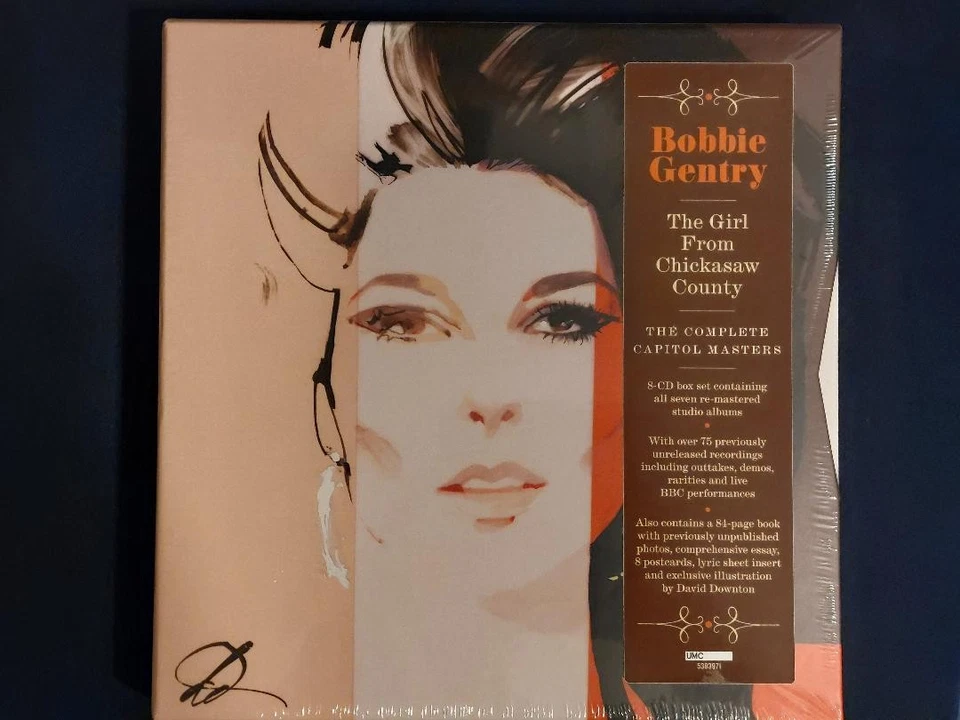 Bobbie
Gentry
The Girl
From
Chickasaw
County
THE COMPLETE
CAPITOL MASTERS
8-CD box set containing
all seven re-mastered
studio albums
With over 75 previously
unreleased recordings
including outtakes, demos,
rarities and live
BBC performances
Also contains a 84-page book
with previously unpublished
photos, comprehensive essay,
8 postcards, lyric sheet insert
and exclusive illustration
by David Downton
UMC
5383971